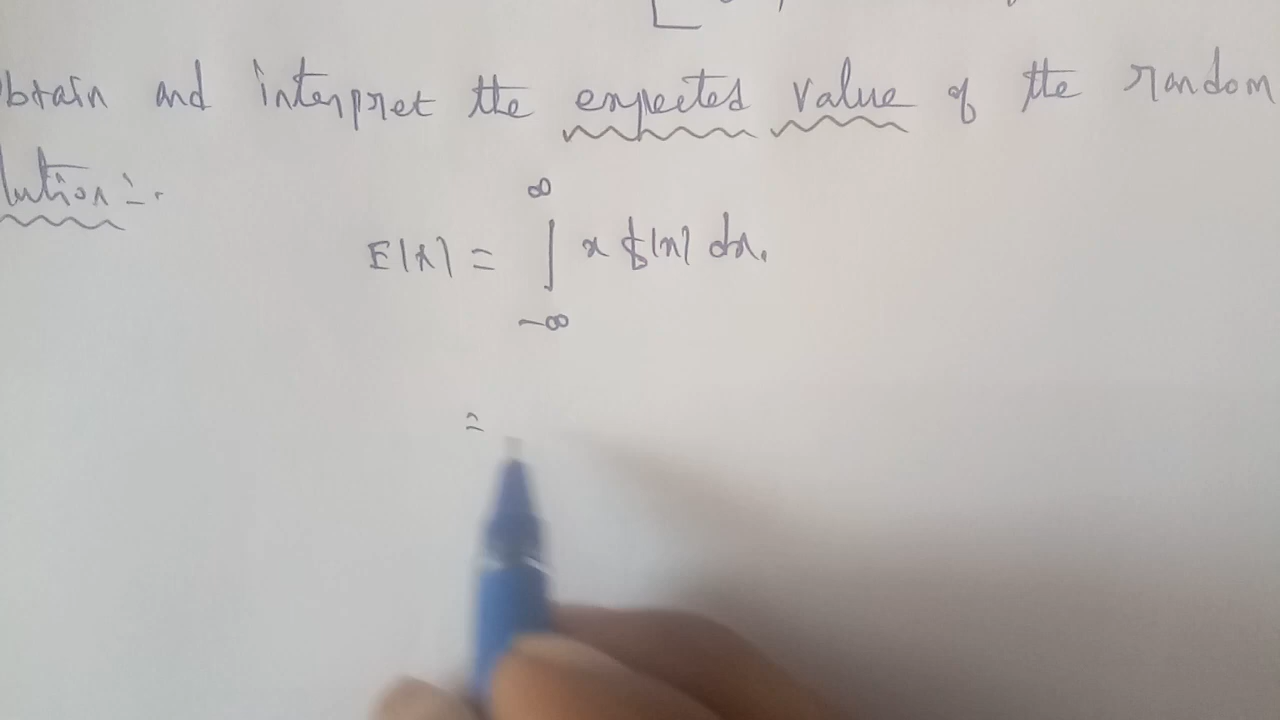 btain and interpret the expected value of the random
lution:-
E(X) = ∫_{-∞}^{∞} x f(x) dx.
=